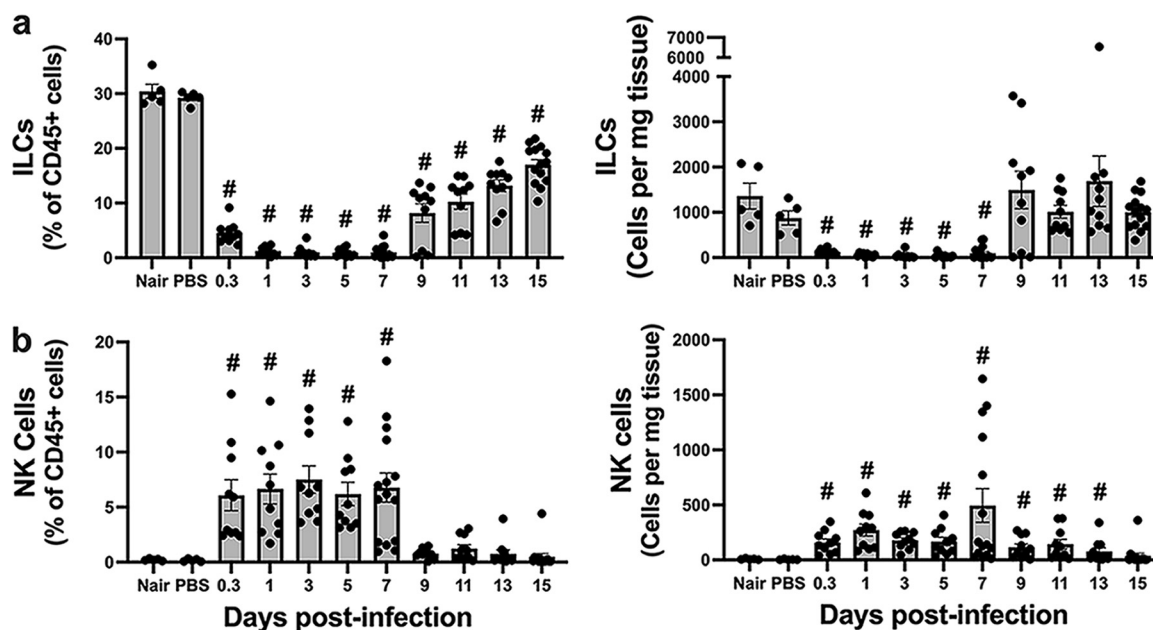 a
ILCs
(% of CD45+ cells)
40
30
20
10
0
# # # # # # # # #
Nair PBS 0.3 1 3 5 7 9 11 13 15
ILCs
(Cells per mg tissue)
7000
6000
4000
3000
2000
1000
0
# # # # #
Nair PBS 0.3 1 3 5 7 9 11 13 15
b
NK Cells
(% of CD45+ cells)
20
15
10
5
0
# # # # #
Nair PBS 0.3 1 3 5 7 9 11 13 15
Days post-infection
NK cells
(Cells per mg tissue)
2000
1500
1000
500
0
# # # # # # # #
Nair PBS 0.3 1 3 5 7 9 11 13 15
Days post-infection